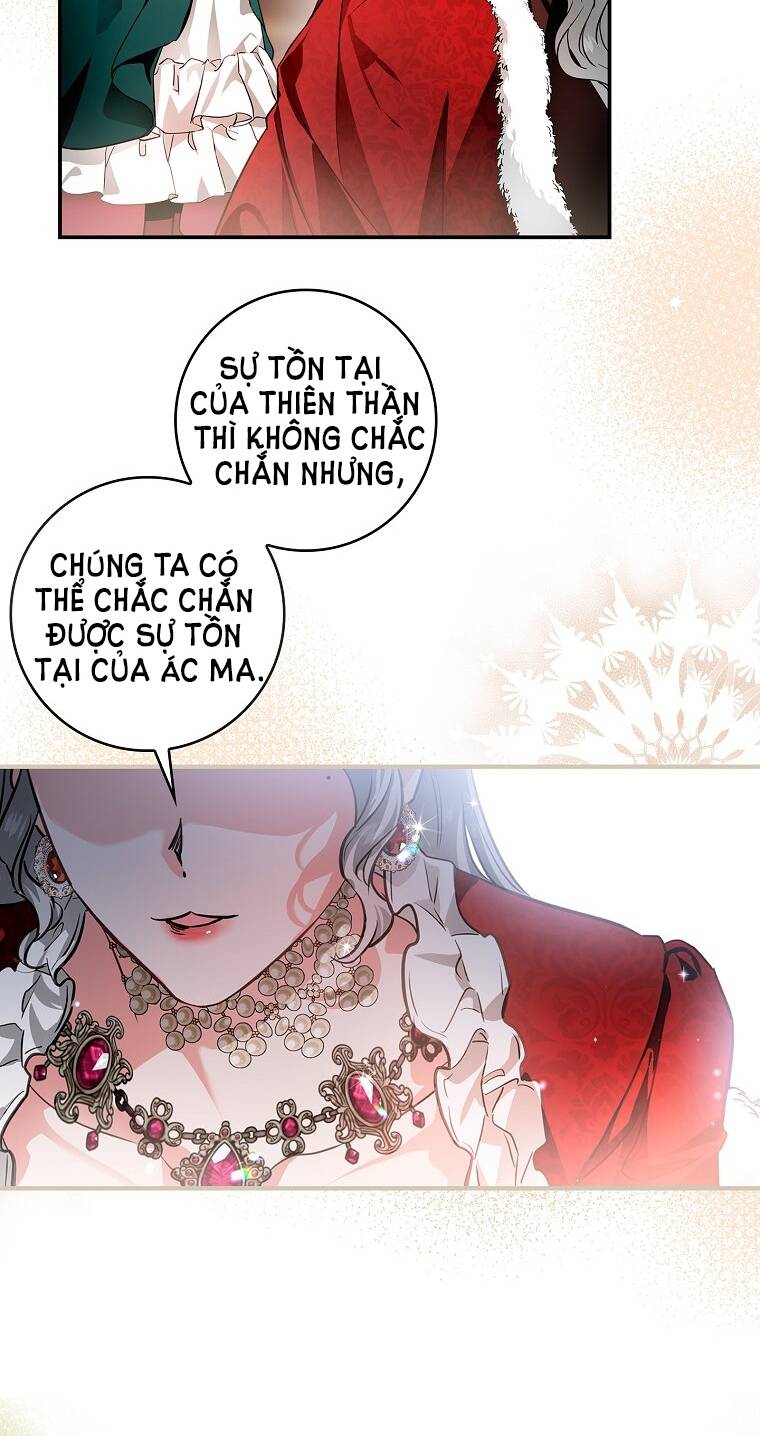 SỰ TỒN TẠI
CỦA THIÊN THẦN
THÌ KHÔNG CHẮC
CHẮN NHƯNG,
CHÚNG TA CÓ
THỂ CHẮC CHẮN
ĐƯỢC SỰ TỒN
TẠI CỦA ÁC MA.